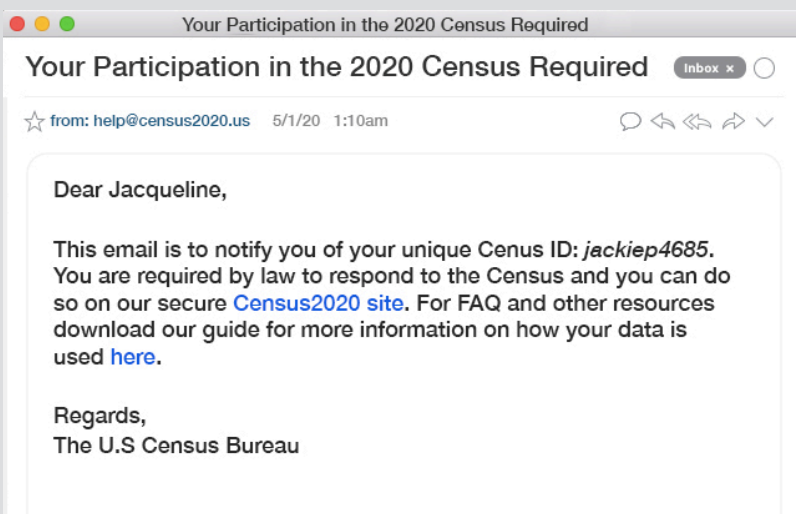 Your Participation in the 2020 Census Required
Your Participation in the 2020 Census Required Inbox x
from: help@census2020.us 5/1/20 1:10am
Dear Jacqueline,
This email is to notify you of your unique Cenus ID: jackiep4685.
You are required by law to respond to the Census and you can do
so on our secure Census2020 site. For FAQ and other resources
download our guide for more information on how your data is
used here.
Regards,
The U.S Census Bureau